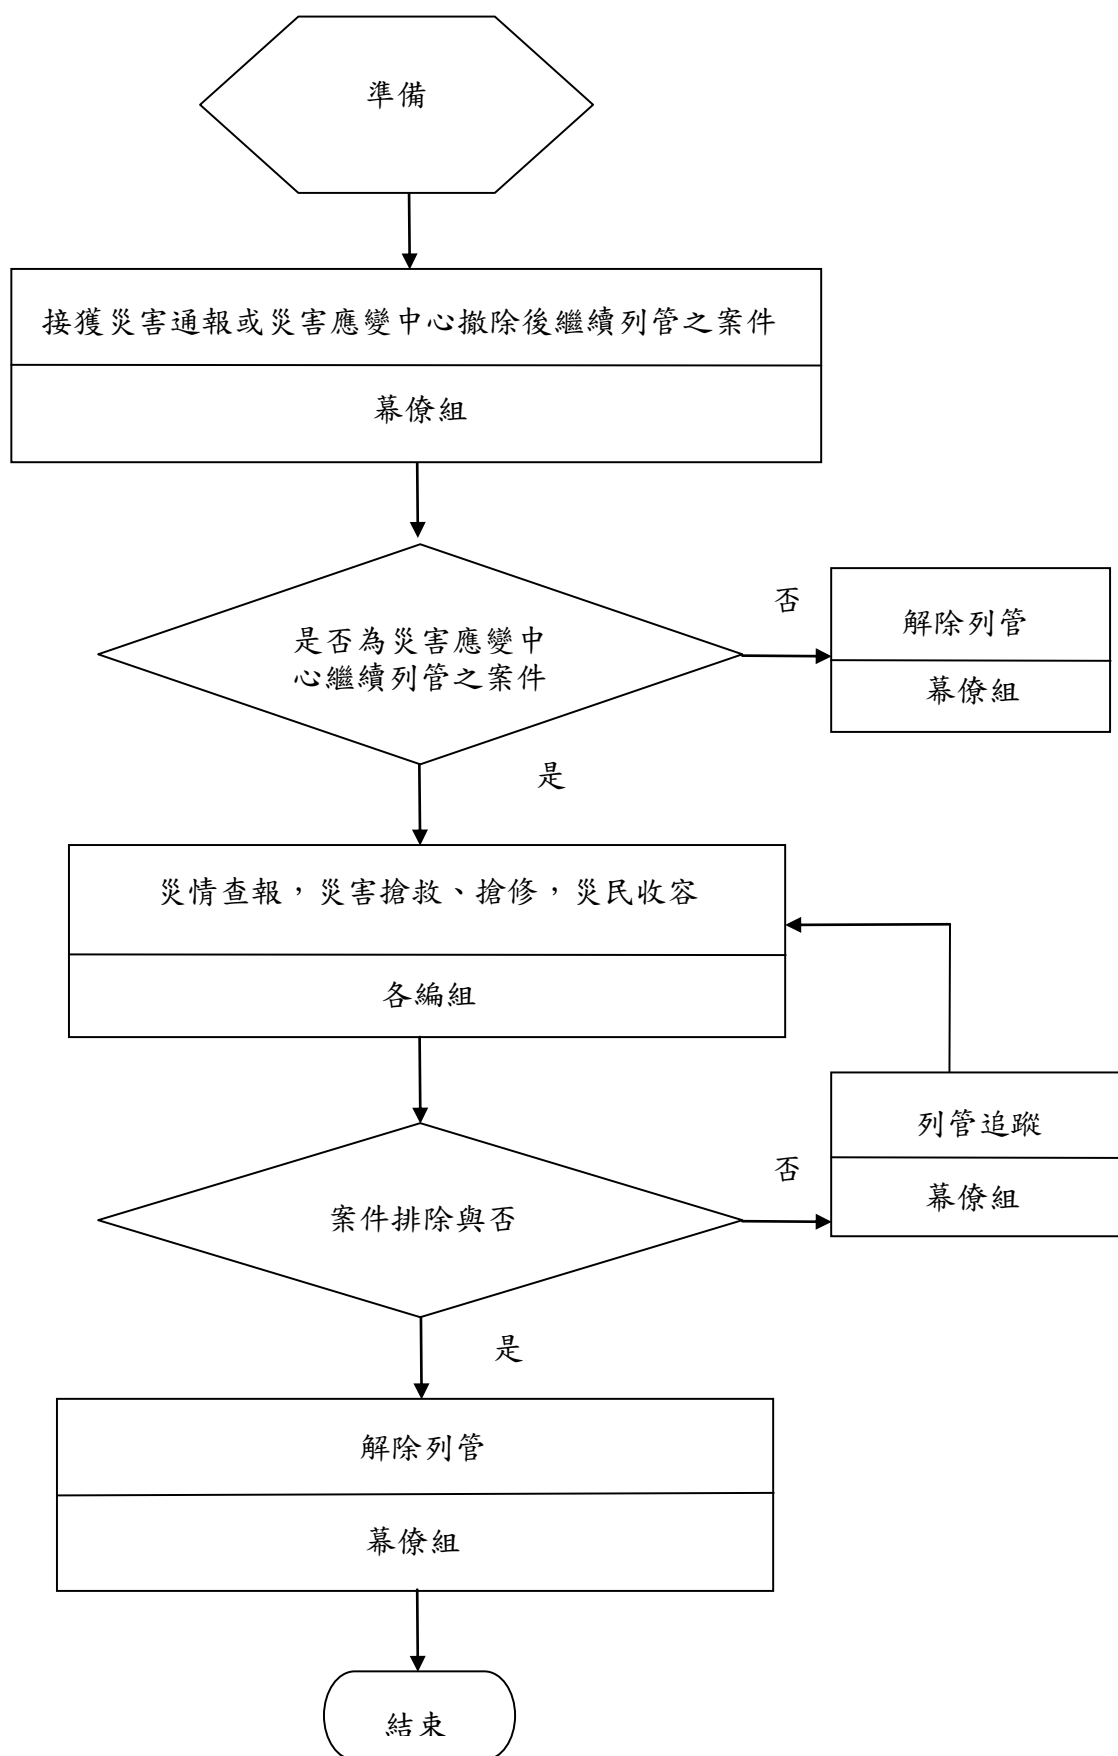 準備
接獲災害通報或災害應變中心撤除後繼續列管之案件
幕僚組
是否為災害應變中
心繼續列管之案件
否
解除列管
幕僚組
是
災情查報，災害搶救、搶修，災民收容
各編組
列管追蹤
幕僚組
否
案件排除與否
是
解除列管
幕僚組
結束